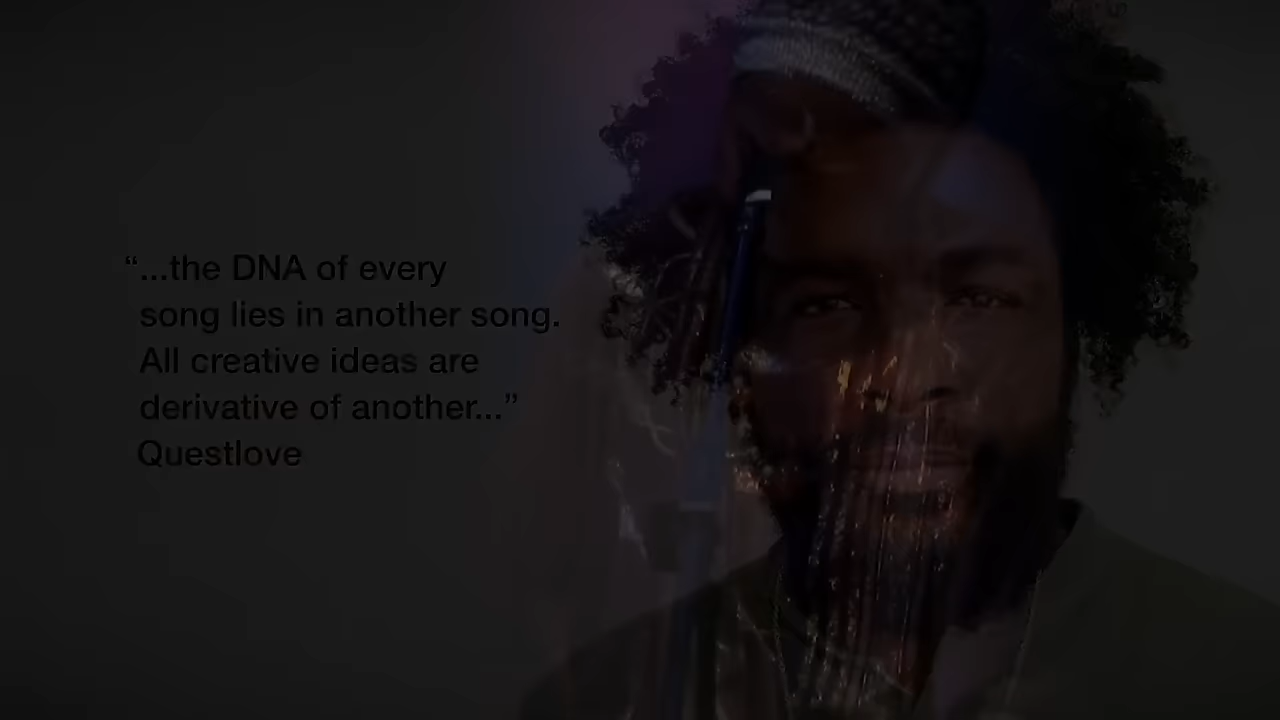 “...the DNA of every
song lies in another song.
All creative ideas are
derivative of another...”
Questlove